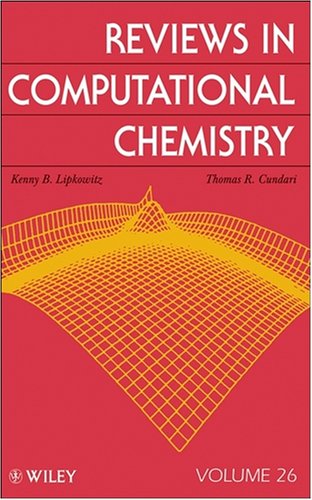 REVIEWS IN
COMPUTATIONAL
CHEMISTRY
Kenny B. Lipkowitz Thomas R. Cundari
WILEY VOLUME 26